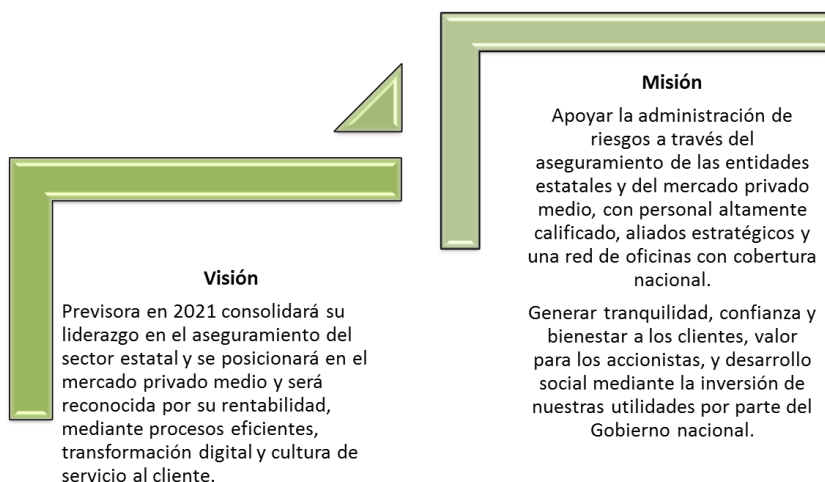 Visión
Previsora en 2021 consolidará su
liderazgo en el aseguramiento del
sector estatal y se posicionará en el
mercado privado medio y será
reconocida por su rentabilidad,
mediante procesos eficientes,
transformación digital y cultura de
servicio al cliente.
Misión
Apoyar la administración de
riesgos a través del
aseguramiento de las entidades
estatales y del mercado privado
medio, con personal altamente
calificado, aliados estratégicos y
una red de oficinas con cobertura
nacional.
Generar tranquilidad, confianza y
bienestar a los clientes, valor
para los accionistas, y desarrollo
social mediante la inversión de
nuestras utilidades por parte del
Gobierno nacional.